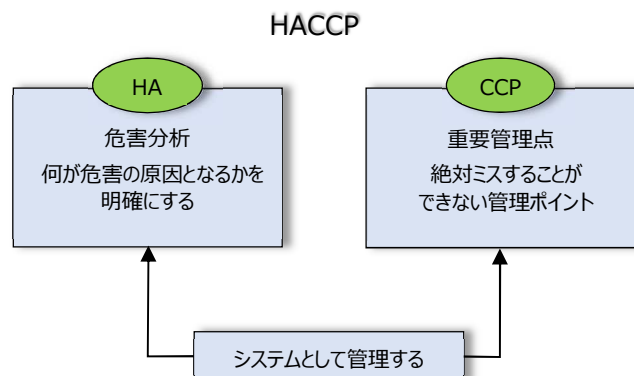 HACCP
HA
危害分析
何が危害の原因となるかを
明確にする
CCP
重要管理点
絶対ミスすることが
できない管理ポイント
システムとして管理する